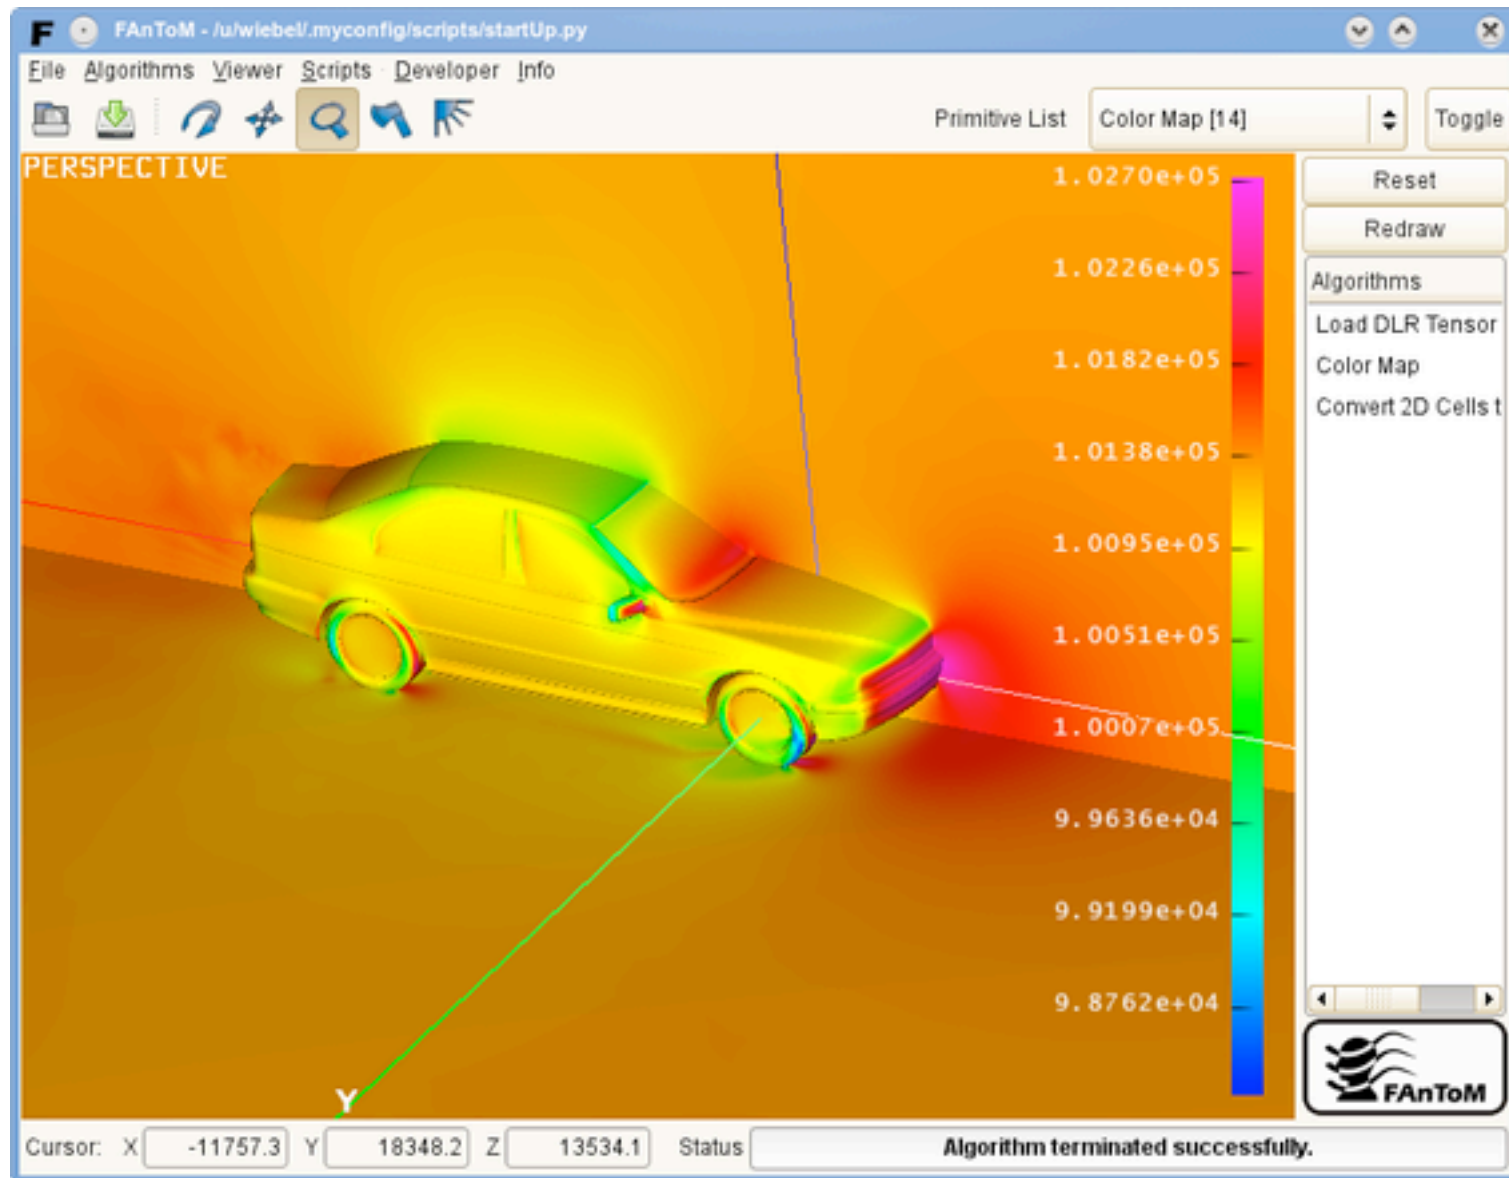 FAnToM - /u/wiebel/.myconfig/scripts/startUp.py
File Algorithms Viewer Scripts Developer Info
Primitive List Color Map [14] Toggle
PERSPECTIVE
1.0270e+05
1.0226e+05
1.0182e+05
1.0138e+05
1.0095e+05
1.0051e+05
1.0007e+05
9.9636e+04
9.9199e+04
9.8762e+04
Y
Reset
Redraw
Algorithms
Load DLR Tensor
Color Map
Convert 2D Cells t
FAnToM
Cursor: X -11757.3 Y 18348.2 Z 13534.1 Status Algorithm terminated successfully.